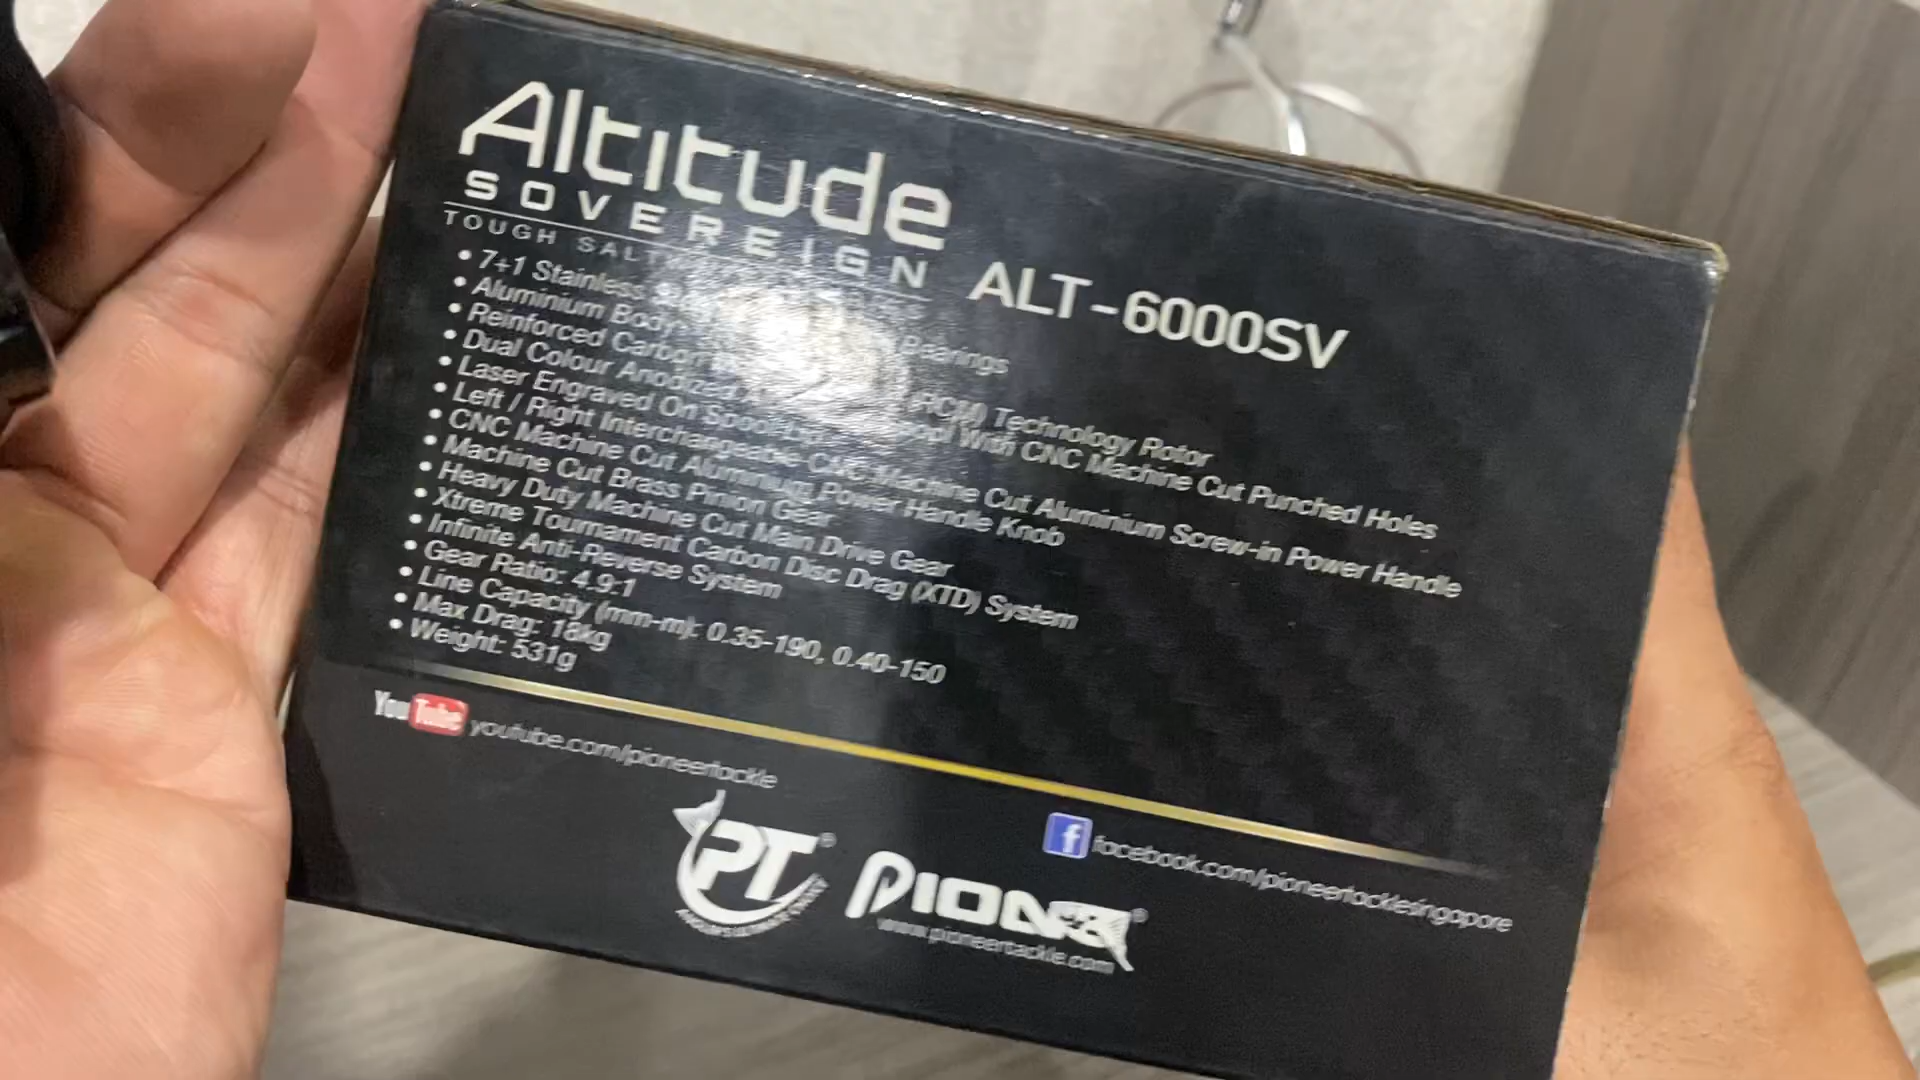 Altitude
SOVEREIGN
ALT-6000SV
TOUGH
• 7+1 Stainless Bearings
• Aluminium Body
• Reinforced Carbon (RCM) Technology Rotor
• Dual Colour Anodized Spool With CNC Machine Cut Punched Holes
• Laser Engraved On Spool
• Left / Right Interchangeable CNC Machine Cut Aluminium Screw-in Power Handle
• CNC Machine Cut Aluminium Power Handle Knob
• Machine Cut Brass Pinion Gear
• Heavy Duty Machine Cut Main Drive Gear
• Xtreme Tournament Carbon Disc Drag (XTD) System
• Infinite Anti-Reverse System
• Gear Ratio: 4.9:1
• Line Capacity (mm-m): 0.35-190, 0.40-150
• Max Drag: 18kg
• Weight: 531g
YouTube youtube.com/pioneertackle
f facebook.com/pioneertacklesingapore
PT®
www.pioneertackle.com